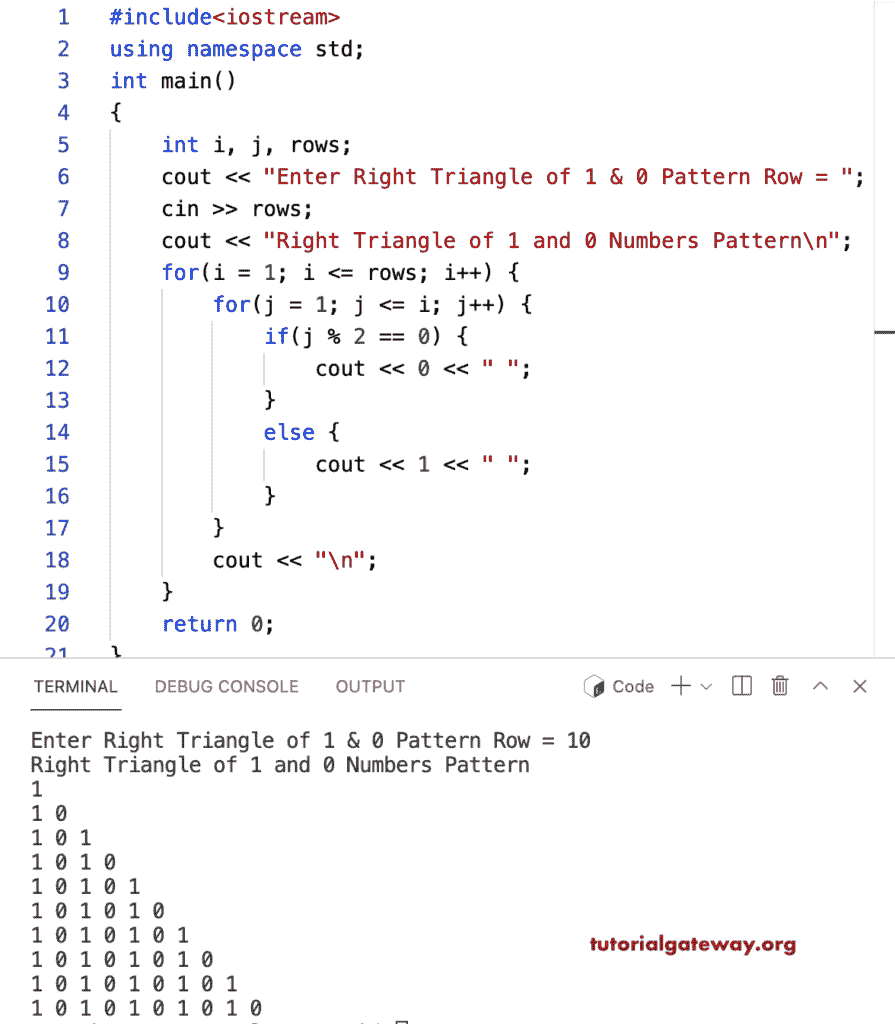 1 #include<iostream>
2 using namespace std;
3 int main()
4 {
5     int i, j, rows;
6     cout << "Enter Right Triangle of 1 & 0 Pattern Row = ";
7     cin >> rows;
8     cout << "Right Triangle of 1 and 0 Numbers Pattern\n";
9     for(i = 1; i <= rows; i++) {
10         for(j = 1; j <= i; j++) {
11             if(j % 2 == 0) {
12                 cout << 0 << " ";
13             }
14             else {
15                 cout << 1 << " ";
16             }
17         }
18         cout << "\n";
19     }
20     return 0;
21 }
TERMINAL DEBUG CONSOLE OUTPUT Code
Enter Right Triangle of 1 & 0 Pattern Row = 10
Right Triangle of 1 and 0 Numbers Pattern
1
1 0
1 0 1
1 0 1 0
1 0 1 0 1
1 0 1 0 1 0
1 0 1 0 1 0 1
1 0 1 0 1 0 1 0
1 0 1 0 1 0 1 0 1
1 0 1 0 1 0 1 0 1 0
tutorialgateway.org